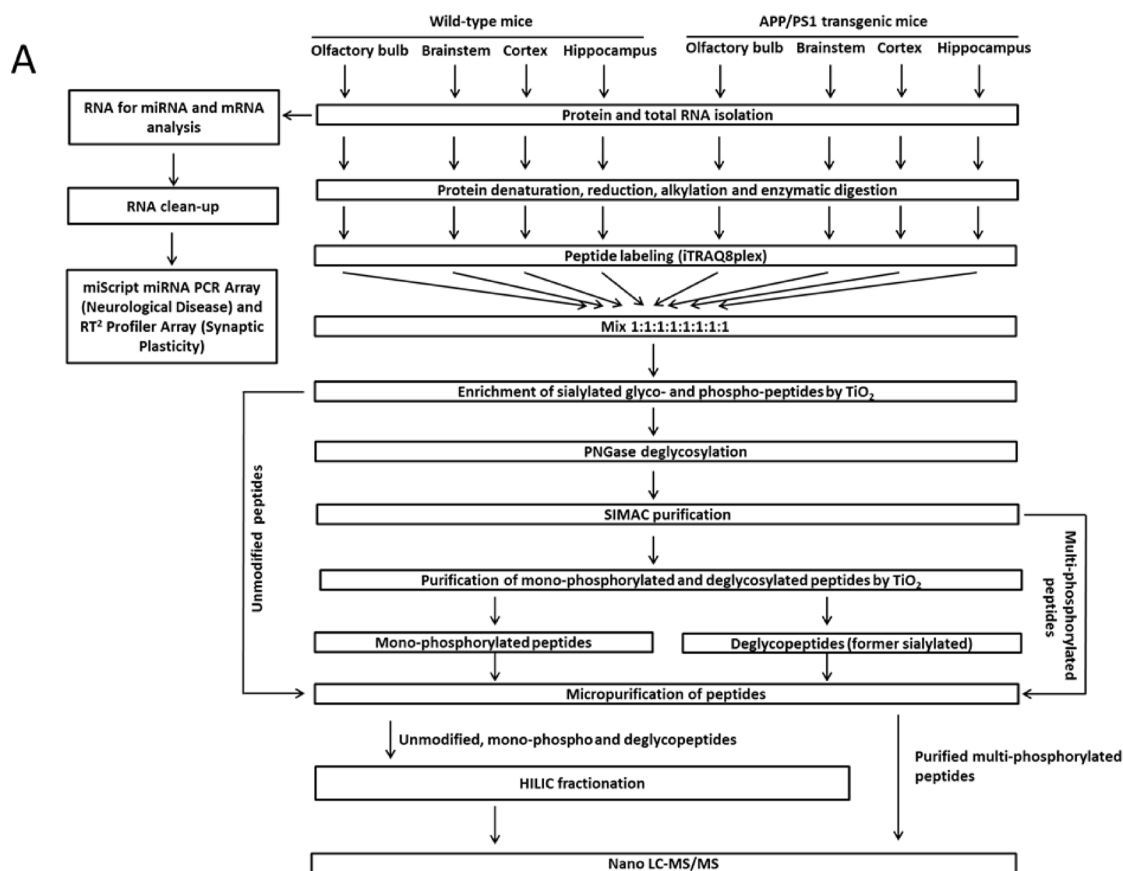 A
Wild-type mice
APP/PS1 transgenic mice
Olfactory bulb Brainstem Cortex Hippocampus
Olfactory bulb Brainstem Cortex Hippocampus
RNA for miRNA and mRNA
analysis
Protein and total RNA isolation
RNA clean-up
Protein denaturation, reduction, alkylation and enzymatic digestion
Peptide labeling (iTRAQ8plex)
miScript miRNA PCR Array
(Neurological Disease) and
RT² Profiler Array (Synaptic
Plasticity)
Mix 1:1:1:1:1:1:1:1
Enrichment of sialylated glyco- and phospho-peptides by TiO₂
PNGase deglycosylation
SIMAC purification
Unmodified peptides
Multi-phosphorylated
peptides
Purification of mono-phosphorylated and deglycosylated peptides by TiO₂
Mono-phosphorylated peptides
Deglycopeptides (former sialylated)
Micropurification of peptides
Unmodified, mono-phospho and deglycopeptides
Purified multi-phosphorylated
peptides
HILIC fractionation
Nano LC-MS/MS